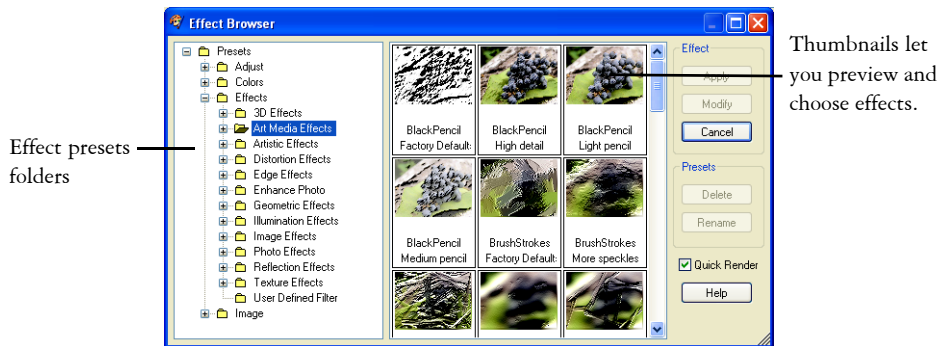 Effect Browser
Effect presets
folders
Presets
Adjust
Colors
Effects
3D Effects
Art Media Effects
Artistic Effects
Distortion Effects
Edge Effects
Enhance Photo
Geometric Effects
Illumination Effects
Image Effects
Photo Effects
Reflection Effects
Texture Effects
User Defined Filter
Image
BlackPencil
Factory Default:
BlackPencil
High detail
BlackPencil
Light pencil
BlackPencil
Medium pencil
BrushStrokes
Factory Default:
BrushStrokes
More speckles
Effect
Apply
Modify
Cancel
Presets
Delete
Rename
Quick Render
Help
Thumbnails let
you preview and
choose effects.